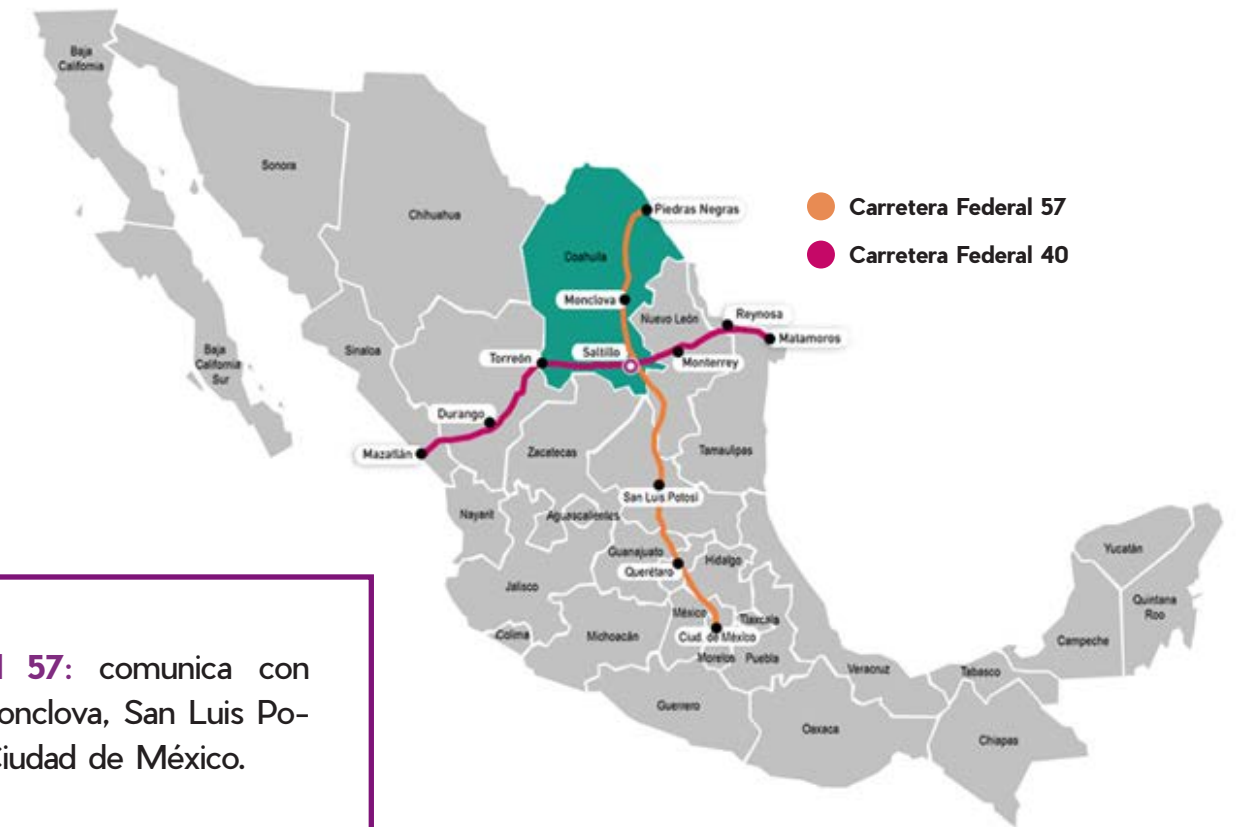 Baja
California
Sonora
Chihuahua
Coahuila
Piedras Negras
Carretera Federal 57
Carretera Federal 40
Monclova
Nuevo León
Reynosa
Matamoros
Baja
California
Sur
Sinaloa
Torreón
Saltillo
Monterrey
Durango
Mazatlán
Zacatecas
Tamaulipas
San Luis Potosí
Nayarit
Aguascalientes
Guanajuato
Querétaro
Hidalgo
Jalisco
México
Tlaxcala
Colima
Michoacán
Ciud. de México
Morelos
Puebla
Veracruz
Tabasco
Yucatán
Quintana
Roo
Campeche
Guerrero
Oaxaca
Chiapas
57: comunica con
San Luis Po-
Ciudad de México.